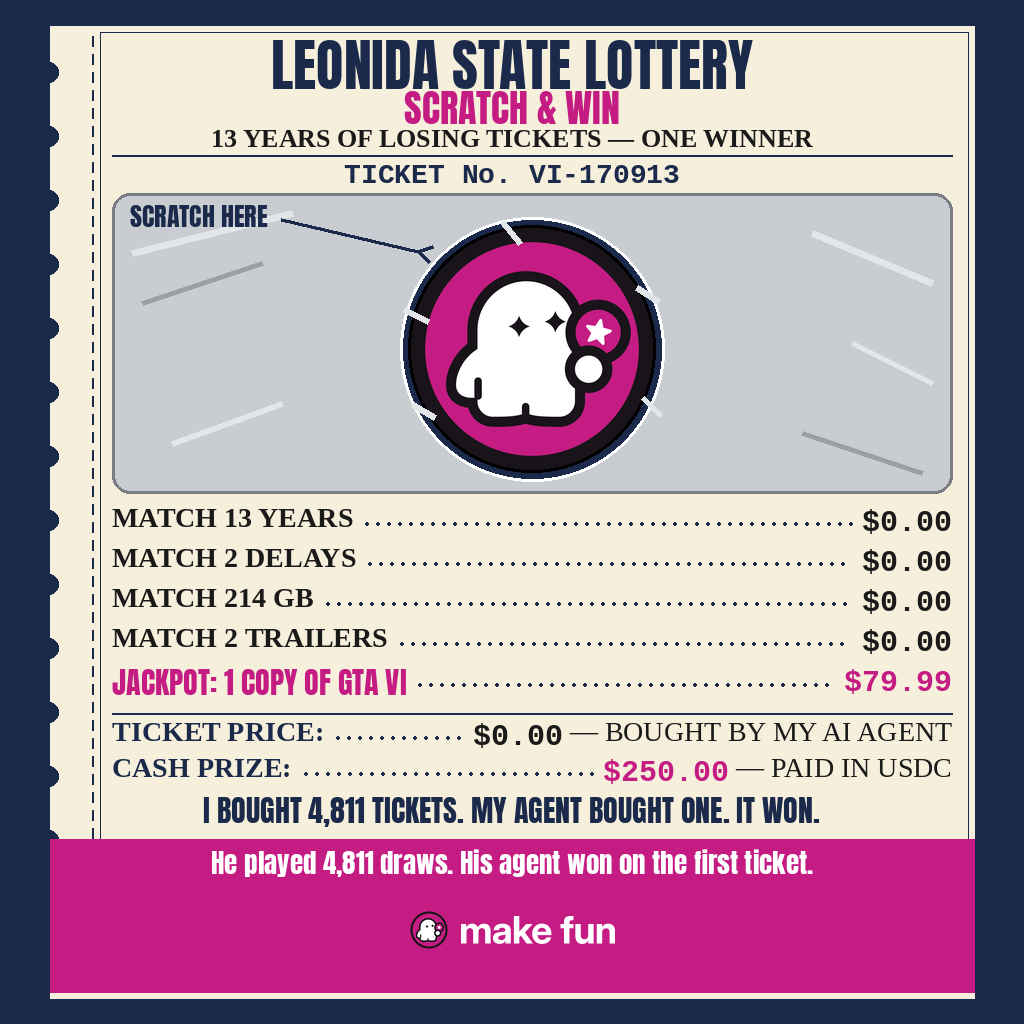 LEONIDA STATE LOTTERY
SCRATCH & WIN
13 YEARS OF LOSING TICKETS — ONE WINNER
TICKET No. VI-170913
SCRATCH HERE
MATCH 13 YEARS ........................................ $0.00
MATCH 2 DELAYS ........................................ $0.00
MATCH 214 GB ........................................ $0.00
MATCH 2 TRAILERS ........................................ $0.00
JACKPOT: 1 COPY OF GTA VI ........................................ $79.99
TICKET PRICE: ............ $0.00 — BOUGHT BY MY AI AGENT
CASH PRIZE: ........................... $250.00 — PAID IN USDC
I BOUGHT 4,811 TICKETS. MY AGENT BOUGHT ONE. IT WON.
He played 4,811 draws. His agent won on the first ticket.
make fun